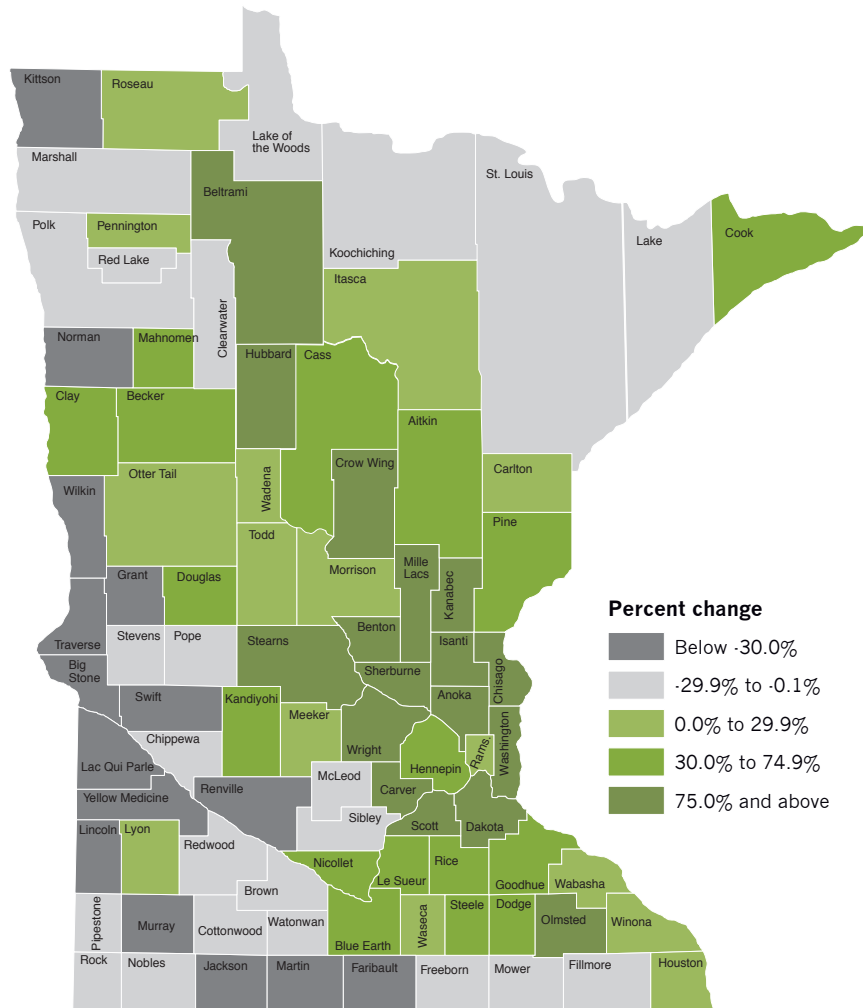 Kittson
Roseau
Lake of
the Woods
Marshall
St. Louis
Beltrami
Polk
Pennington
Cook
Lake
Koochiching
Red Lake
Itasca
Clearwater
Norman
Mahnomen
Hubbard
Cass
Clay
Becker
Aitkin
Crow Wing
Carlton
Otter Tail
Wadena
Wilkin
Pine
Todd
Morrison
Mille
Lacs
Kanabec
Grant
Douglas
Benton
Traverse
Stevens
Pope
Stearns
Isanti
Big
Stone
Sherburne
Chisago
Swift
Kandiyohi
Anoka
Meeker
Washington
Chippewa
Wright
Rams.
Lac Qui Parle
McLeod
Hennepin
Yellow Medicine
Renville
Carver
Sibley
Scott
Dakota
Lincoln
Lyon
Redwood
Nicollet
Rice
Le Sueur
Goodhue
Wabasha
Brown
Pipestone
Murray
Cottonwood
Watonwan
Blue Earth
Waseca
Steele
Dodge
Olmsted
Winona
Rock
Nobles
Jackson
Martin
Faribault
Freeborn
Mower
Fillmore
Houston
Percent change
Below -30.0%
-29.9% to -0.1%
0.0% to 29.9%
30.0% to 74.9%
75.0% and above